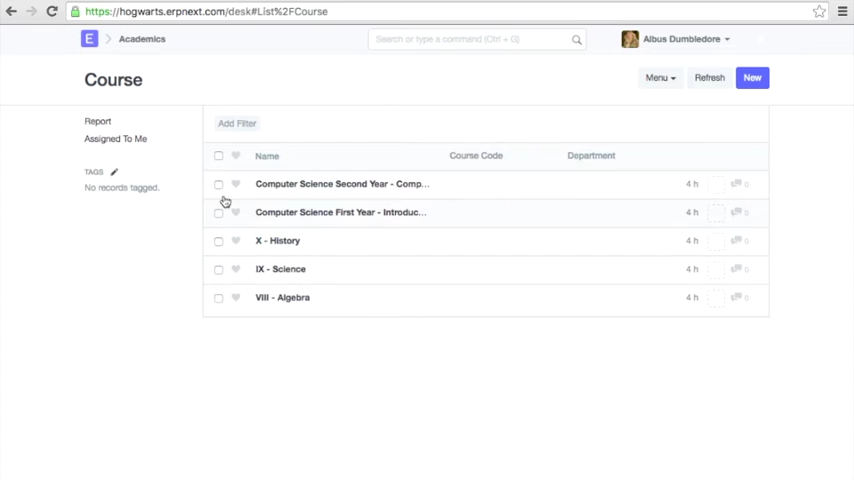 https://hogwarts.erpnext.com/desk#List%2FCourse
E Academics Search or type a command (Ctrl + G) Albus Dumbledore
Course Menu Refresh New
Report
Assigned To Me
TAGS
No records tagged.
Add Filter
Name Course Code Department
Computer Science Second Year - Comp... 4 h 0
Computer Science First Year - Introduc... 4 h 0
X - History 4 h 0
IX - Science 4 h 0
VIII - Algebra 4 h 0